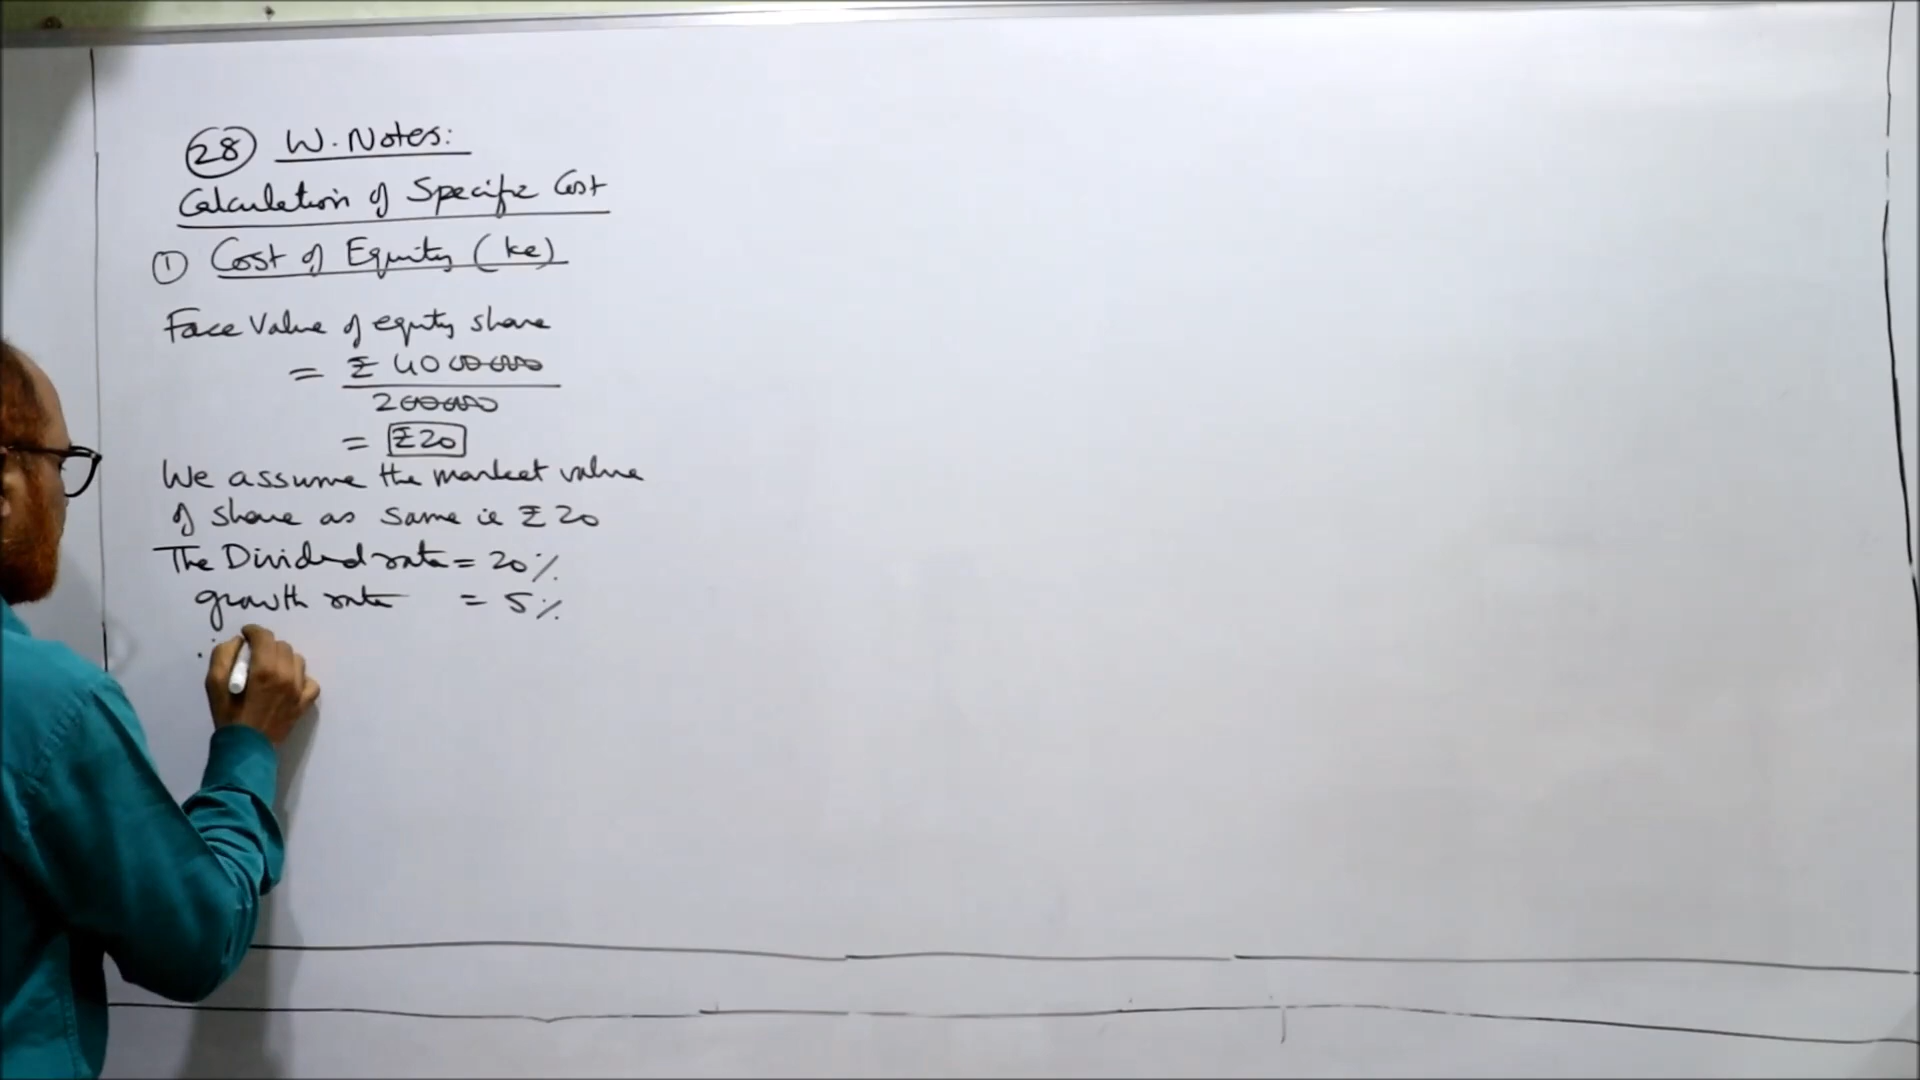 28 W. Notes:
Calculation of Specific Cost
① Cost of Equity (ke)
Face Value of equity share
= ₹ 4000000
200000
= ₹20
We assume the market value
of share as same ie ₹ 20
The Dividend rate = 20%
growth rate = 5%